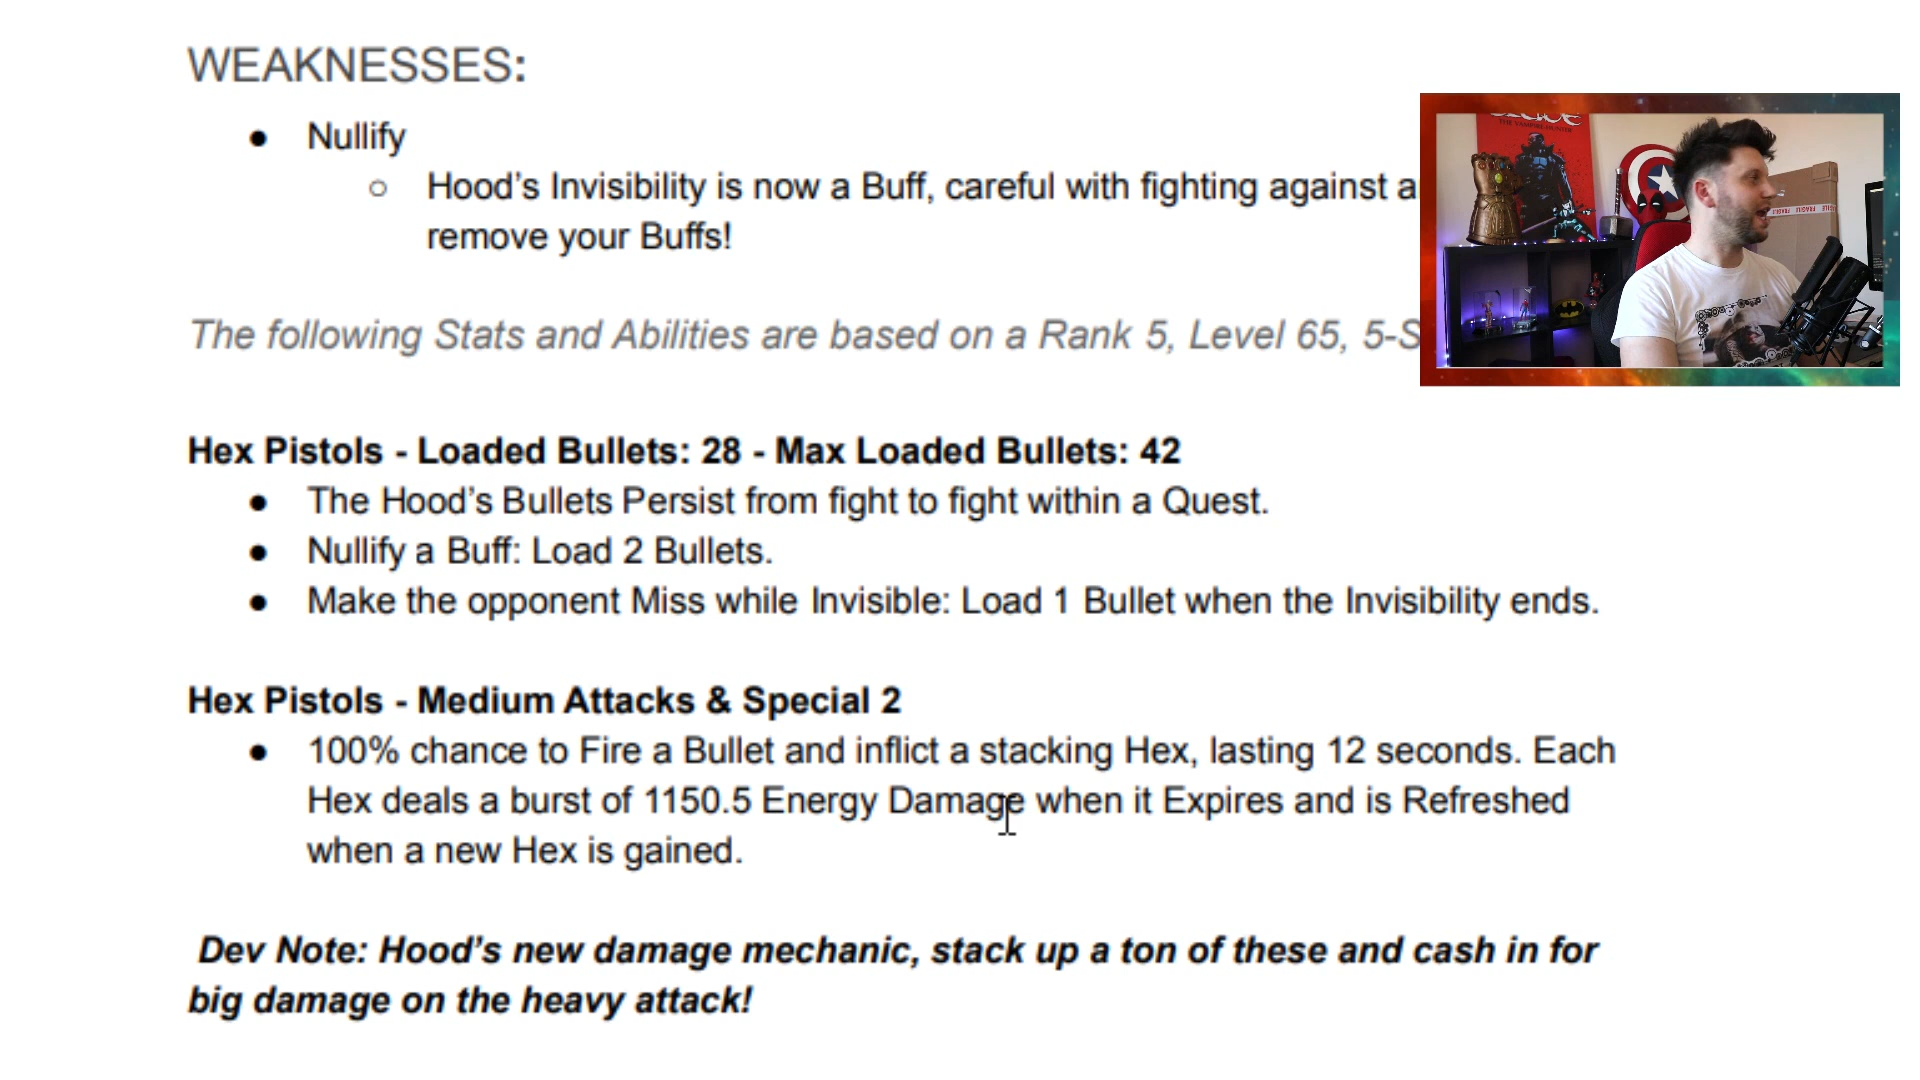 WEAKNESSES:
● Nullify
○ Hood's Invisibility is now a Buff, careful with fighting against a
remove your Buffs!
The following Stats and Abilities are based on a Rank 5, Level 65, 5-S
Hex Pistols - Loaded Bullets: 28 - Max Loaded Bullets: 42
● The Hood's Bullets Persist from fight to fight within a Quest.
● Nullify a Buff: Load 2 Bullets.
● Make the opponent Miss while Invisible: Load 1 Bullet when the Invisibility ends.
Hex Pistols - Medium Attacks & Special 2
● 100% chance to Fire a Bullet and inflict a stacking Hex, lasting 12 seconds. Each
Hex deals a burst of 1150.5 Energy Damage when it Expires and is Refreshed
when a new Hex is gained.
Dev Note: Hood's new damage mechanic, stack up a ton of these and cash in for
big damage on the heavy attack!
THE VAMPIRE HUNTER
FRAGILE